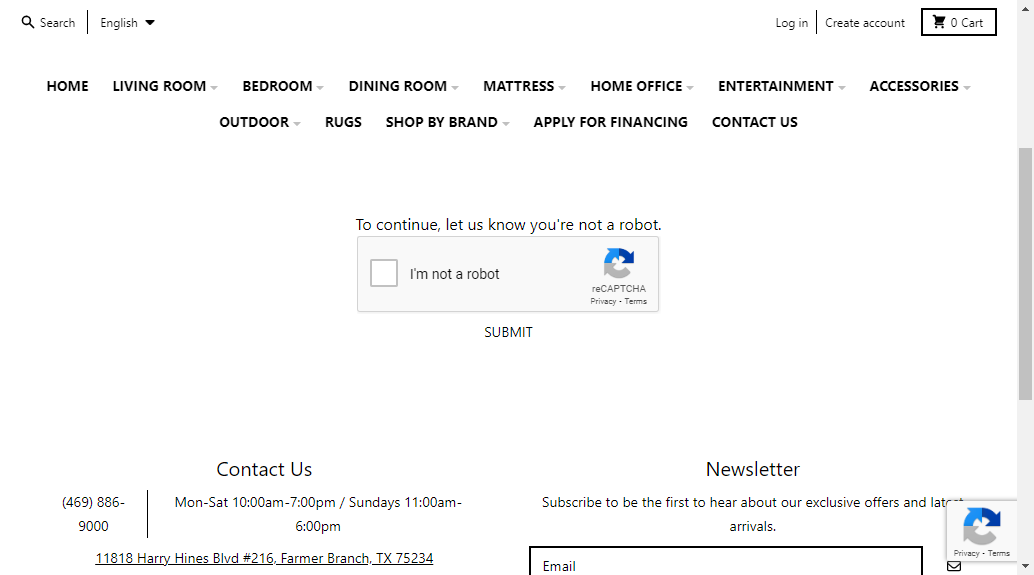 Search
English
Log in
Create account
0 Cart
HOME LIVING ROOM BEDROOM DINING ROOM MATTRESS HOME OFFICE ENTERTAINMENT ACCESSORIES
OUTDOOR RUGS SHOP BY BRAND APPLY FOR FINANCING CONTACT US
To continue, let us know you're not a robot.
I'm not a robot
reCAPTCHA
Privacy - Terms
SUBMIT
Contact Us
(469) 886-
9000
Mon-Sat 10:00am-7:00pm / Sundays 11:00am-
6:00pm
11818 Harry Hines Blvd #216, Farmer Branch, TX 75234
Newsletter
Subscribe to be the first to hear about our exclusive offers and latest
arrivals.
Email
Privacy - Terms